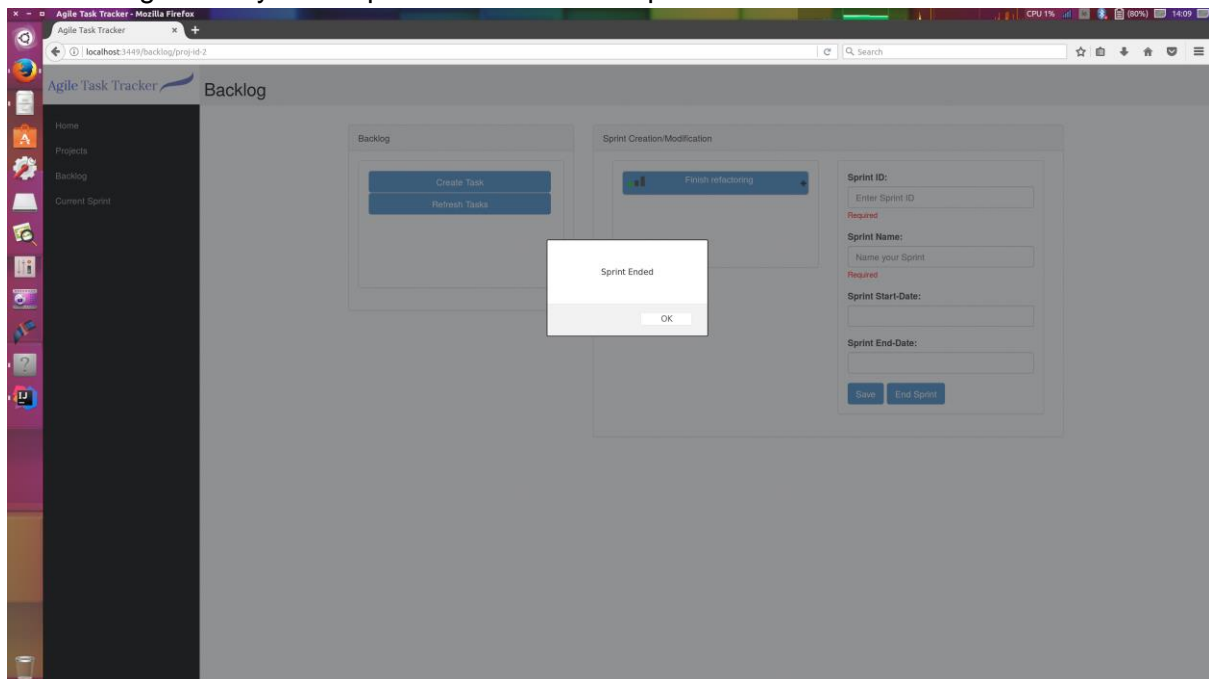 Agile Task Tracker - Mozilla Firefox
CPU 1%
(80%)
14:09
Agile Task Tracker
localhost:3449/backlog/proj-id-2
Search
Agile Task Tracker
Backlog
Home
Projects
Backlog
Current Sprint
Backlog
Create Task
Refresh Tasks
Sprint Creation/Modification
Finish refactoring
Sprint ID:
Enter Sprint ID
Required
Sprint Name:
Name your Sprint
Required
Sprint Start-Date:
Sprint End-Date:
Save
End Sprint
Sprint Ended
OK